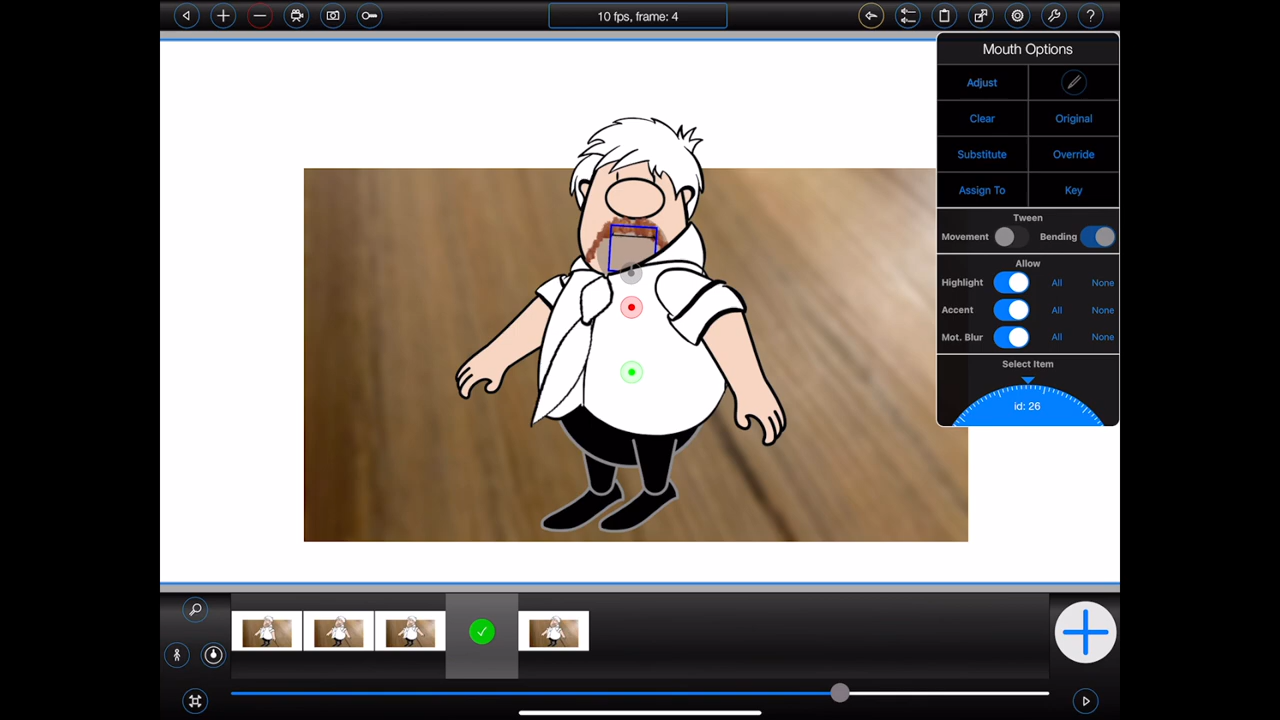 10 fps, frame: 4
?
Mouth Options
Adjust
Clear Original
Substitute Override
Assign To Key
Tween
Movement Bending
Allow
Highlight All None
Accent All None
Mot. Blur All None
Select Item
id: 26